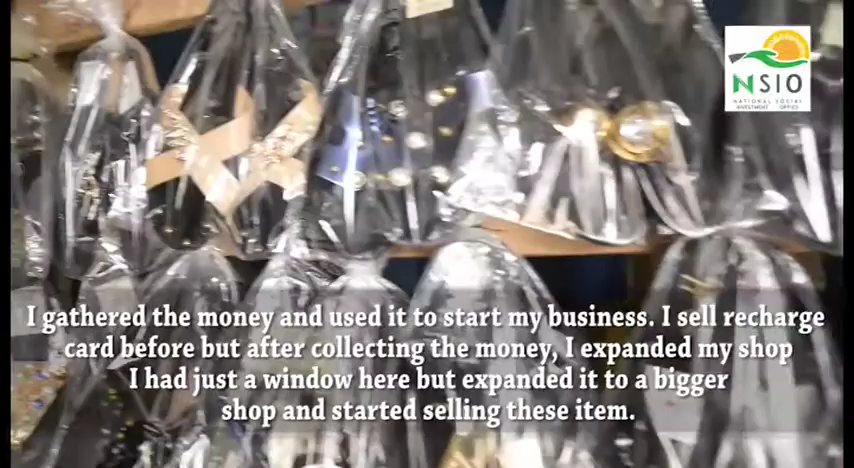 NSIO
NATIONAL SOCIAL
INVESTMENT OFFICE
I gathered the money and used it to start my business. I sell recharge
card before but after collecting the money, I expanded my shop
I had just a window here but expanded it to a bigger
shop and started selling these item.